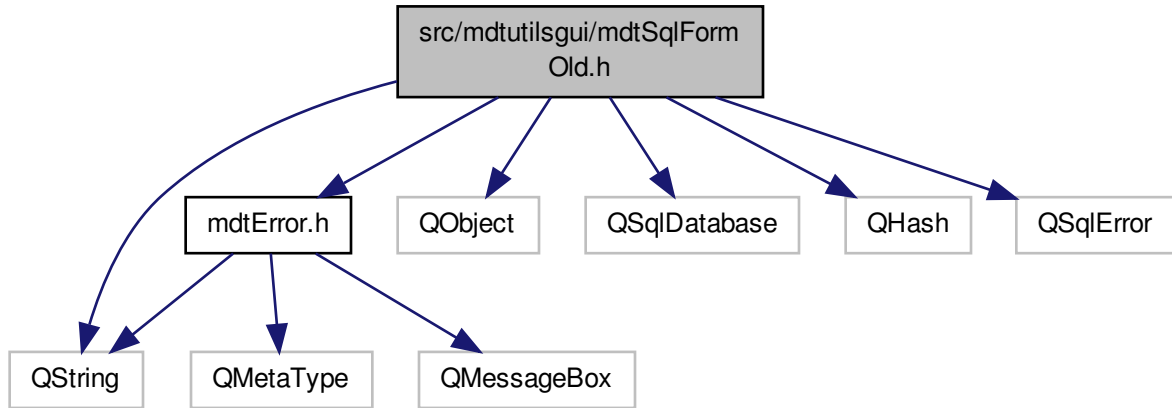 src/mdtutilsgui/mdtSqlForm
Old.h
mdtError.h
QObject
QSqlDatabase
QHash
QSqlError
QString
QMetaType
QMessageBox